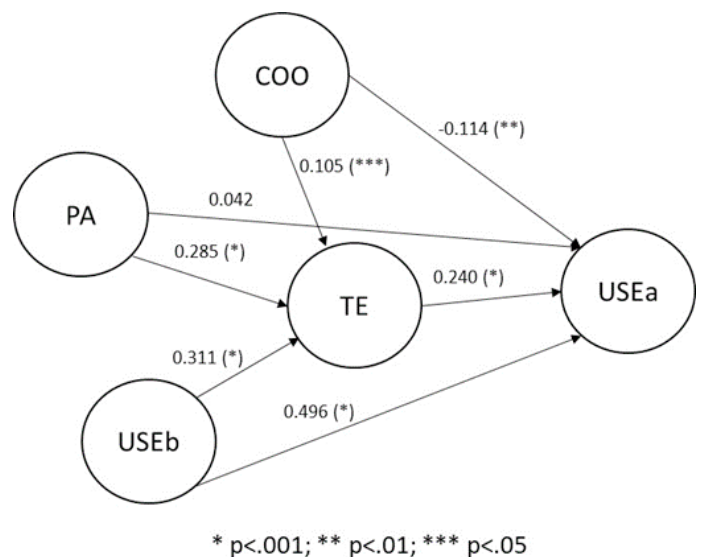 COO
-0.114 (**)
0.105 (***)
PA
0.042
0.285 (*)
TE
0.240 (*)
USEa
0.311 (*)
USEb
0.496 (*)
* p<.001; ** p<.01; *** p<.05